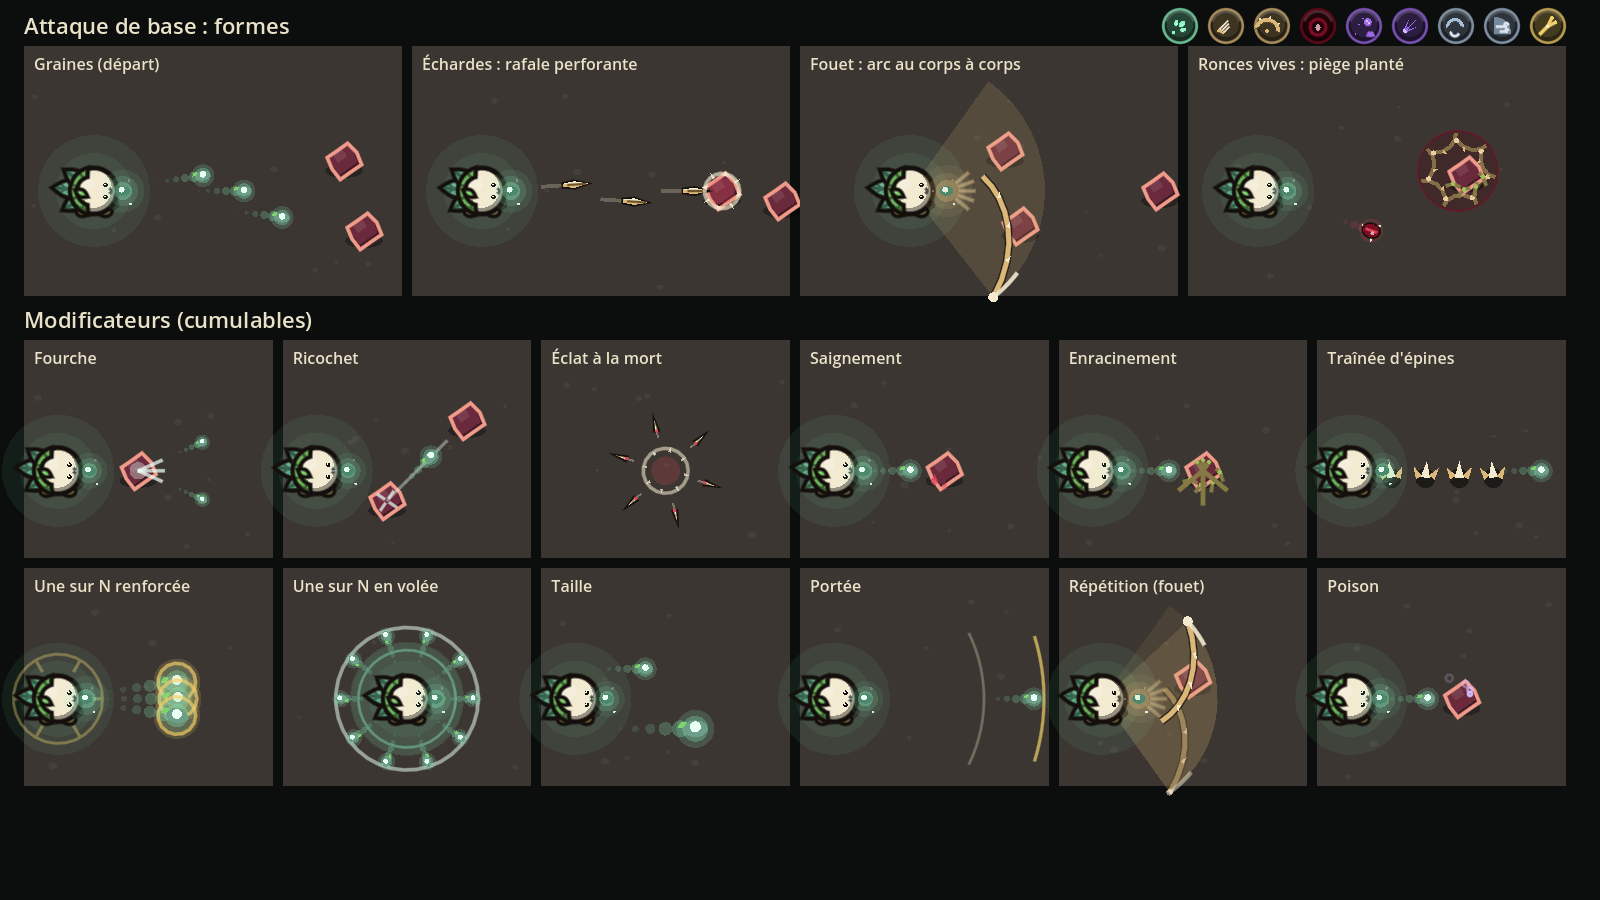 Attaque de base : formes
Graines (départ)
Échardes : rafale perforante
Fouet : arc au corps à corps
Ronces vives : piège planté
Modificateurs (cumulables)
Fourche
Ricochet
Éclat à la mort
Saignement
Enracinement
Traînée d'épines
Une sur N renforcée
Une sur N en volée
Taille
Portée
Répétition (fouet)
Poison